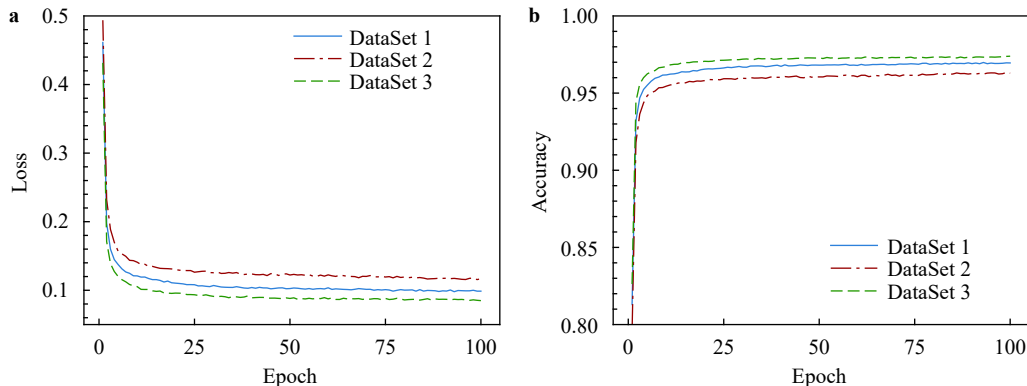 a
0.5
0.4
0.3
0.2
0.1
Loss
0
25
50
75
100
Epoch
DataSet 1
DataSet 2
DataSet 3
b
1.00
0.95
0.90
0.85
0.80
Accuracy
0
25
50
75
100
Epoch
DataSet 1
DataSet 2
DataSet 3